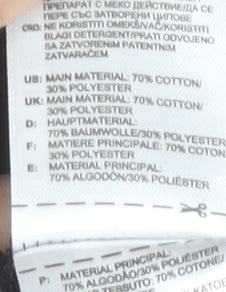 ПРЕПАРАТ С МЕКО ДЕЙСТВИЕ/ДА СЕ
ПЕРЕ СЪС ЗАТВОРЕНИ ЦИПОВЕ
CRO: NE KORISTITI OMEKŠIVAČ/KORISTITI
BLAGI DETERGENT/PRATI ODVOJENO
SA ZATVORENIM PATENTNIM
ZATVARAČEM
US: MAIN MATERIAL: 70% COTTON/
30% POLYESTER
UK: MAIN MATERIAL: 70% COTTON/
30% POLYESTER
D: HAUPTMATERIAL:
70% BAUMWOLLE/30% POLYESTER
F: MATIERE PRINCIPALE: 70% COTON/
30% POLYESTER
E: MATERIAL PRINCIPAL:
70% ALGODÓN/30% POLIÉSTER
P: MATERIAL PRINCIPAL:
70% ALGODÃO/30% POLIÉSTER
TESSUTO: 70% COTONE/